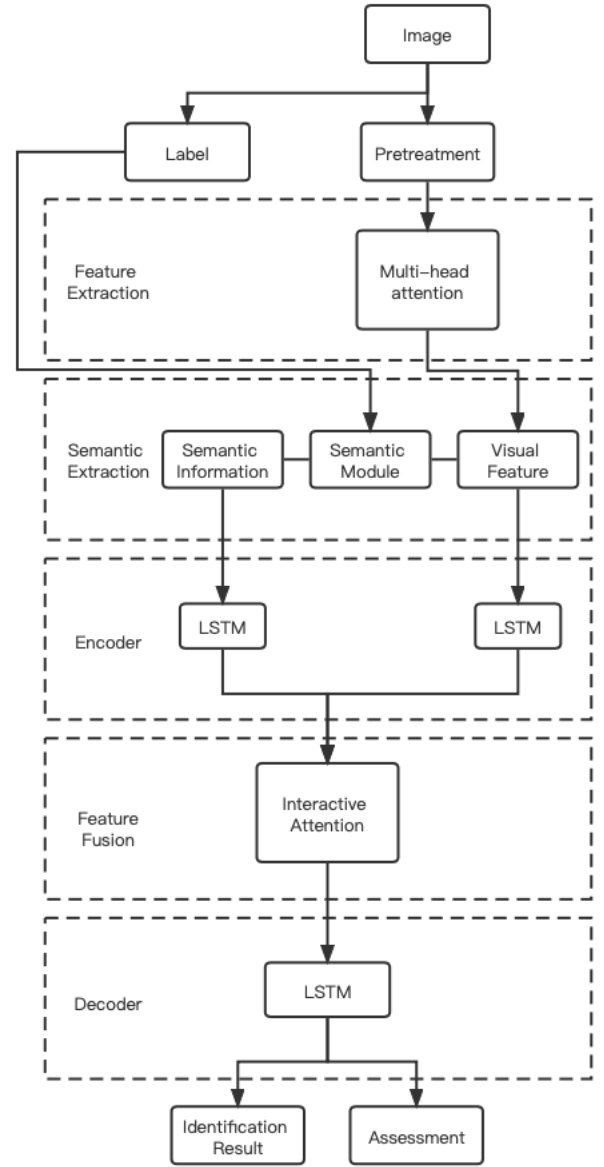 Image
Label
Pretreatment
Feature
Extraction
Multi-head
attention
Semantic
Extraction
Semantic
Information
Semantic
Module
Visual
Feature
Encoder
LSTM
LSTM
Feature
Fusion
Interactive
Attention
Decoder
LSTM
Identification
Result
Assessment